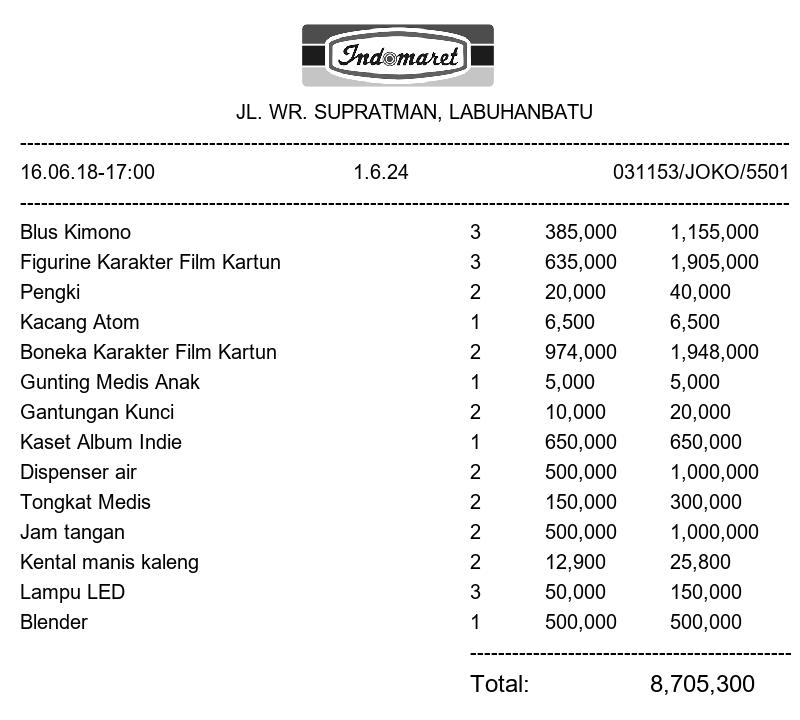 Indomaret
JL. WR. SUPRATMAN, LABUHANBATU
16.06.18-17:00 1.6.24 031153/JOKO/5501
Blus Kimono 3 385,000 1,155,000
Figurine Karakter Film Kartun 3 635,000 1,905,000
Pengki 2 20,000 40,000
Kacang Atom 1 6,500 6,500
Boneka Karakter Film Kartun 2 974,000 1,948,000
Gunting Medis Anak 1 5,000 5,000
Gantungan Kunci 2 10,000 20,000
Kaset Album Indie 1 650,000 650,000
Dispenser air 2 500,000 1,000,000
Tongkat Medis 2 150,000 300,000
Jam tangan 2 500,000 1,000,000
Kental manis kaleng 2 12,900 25,800
Lampu LED 3 50,000 150,000
Blender 1 500,000 500,000
Total: 8,705,300